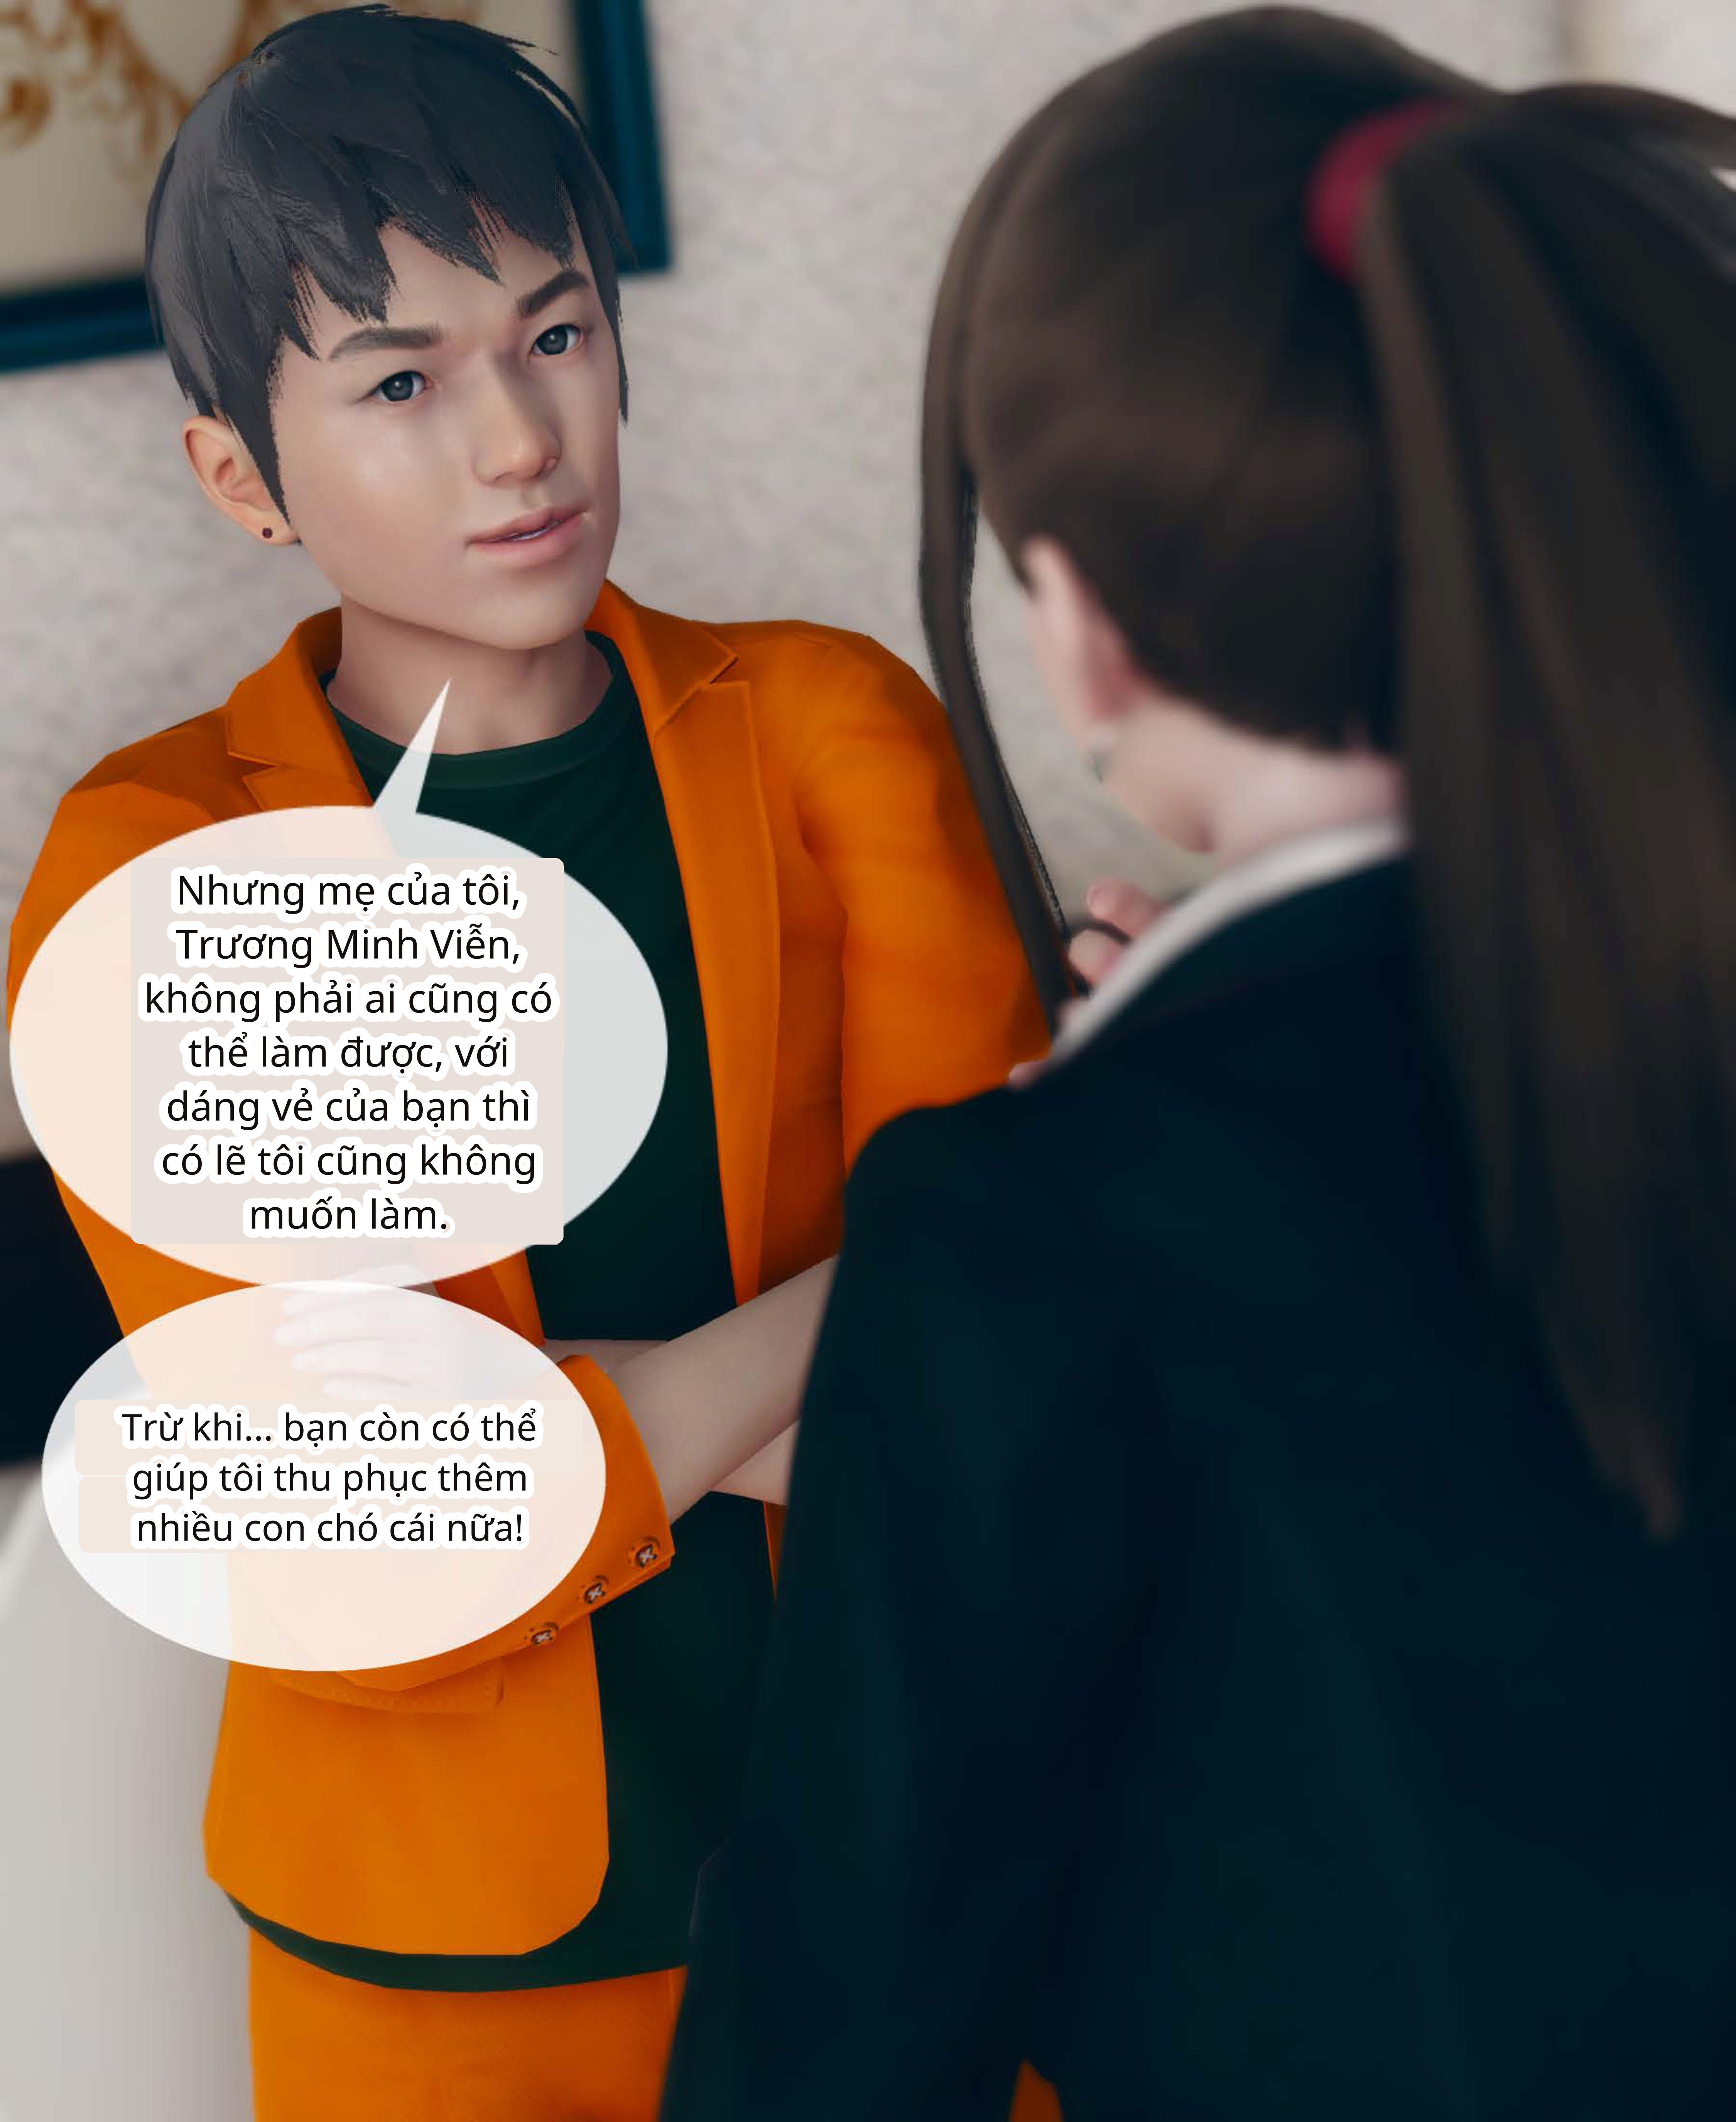 Nhưng mẹ của tôi,
Trương Minh Viễn,
không phải ai cũng có
thể làm được, với
dáng vẻ của bạn thì
có lẽ tôi cũng không
muốn làm.
Trừ khi... bạn còn có thể
giúp tôi thu phục thêm
nhiều con chó cái nữa!